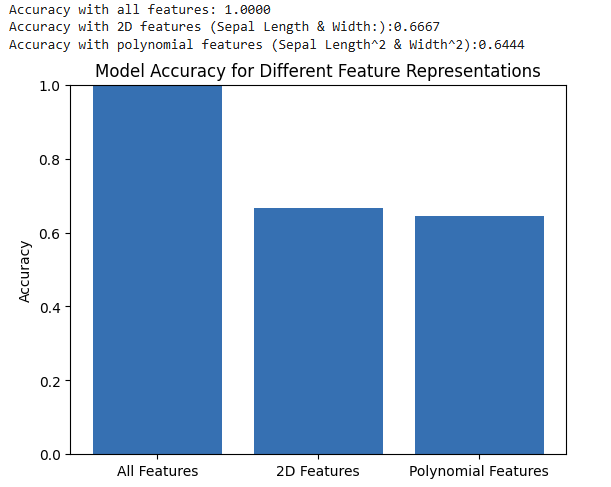 Accuracy with all features: 1.0000
Accuracy with 2D features (Sepal Length & Width:):0.6667
Accuracy with polynomial features (Sepal Length^2 & Width^2):0.6444
Model Accuracy for Different Feature Representations
1.0
0.8
0.6
0.4
0.2
0.0
Accuracy
All Features
2D Features
Polynomial Features